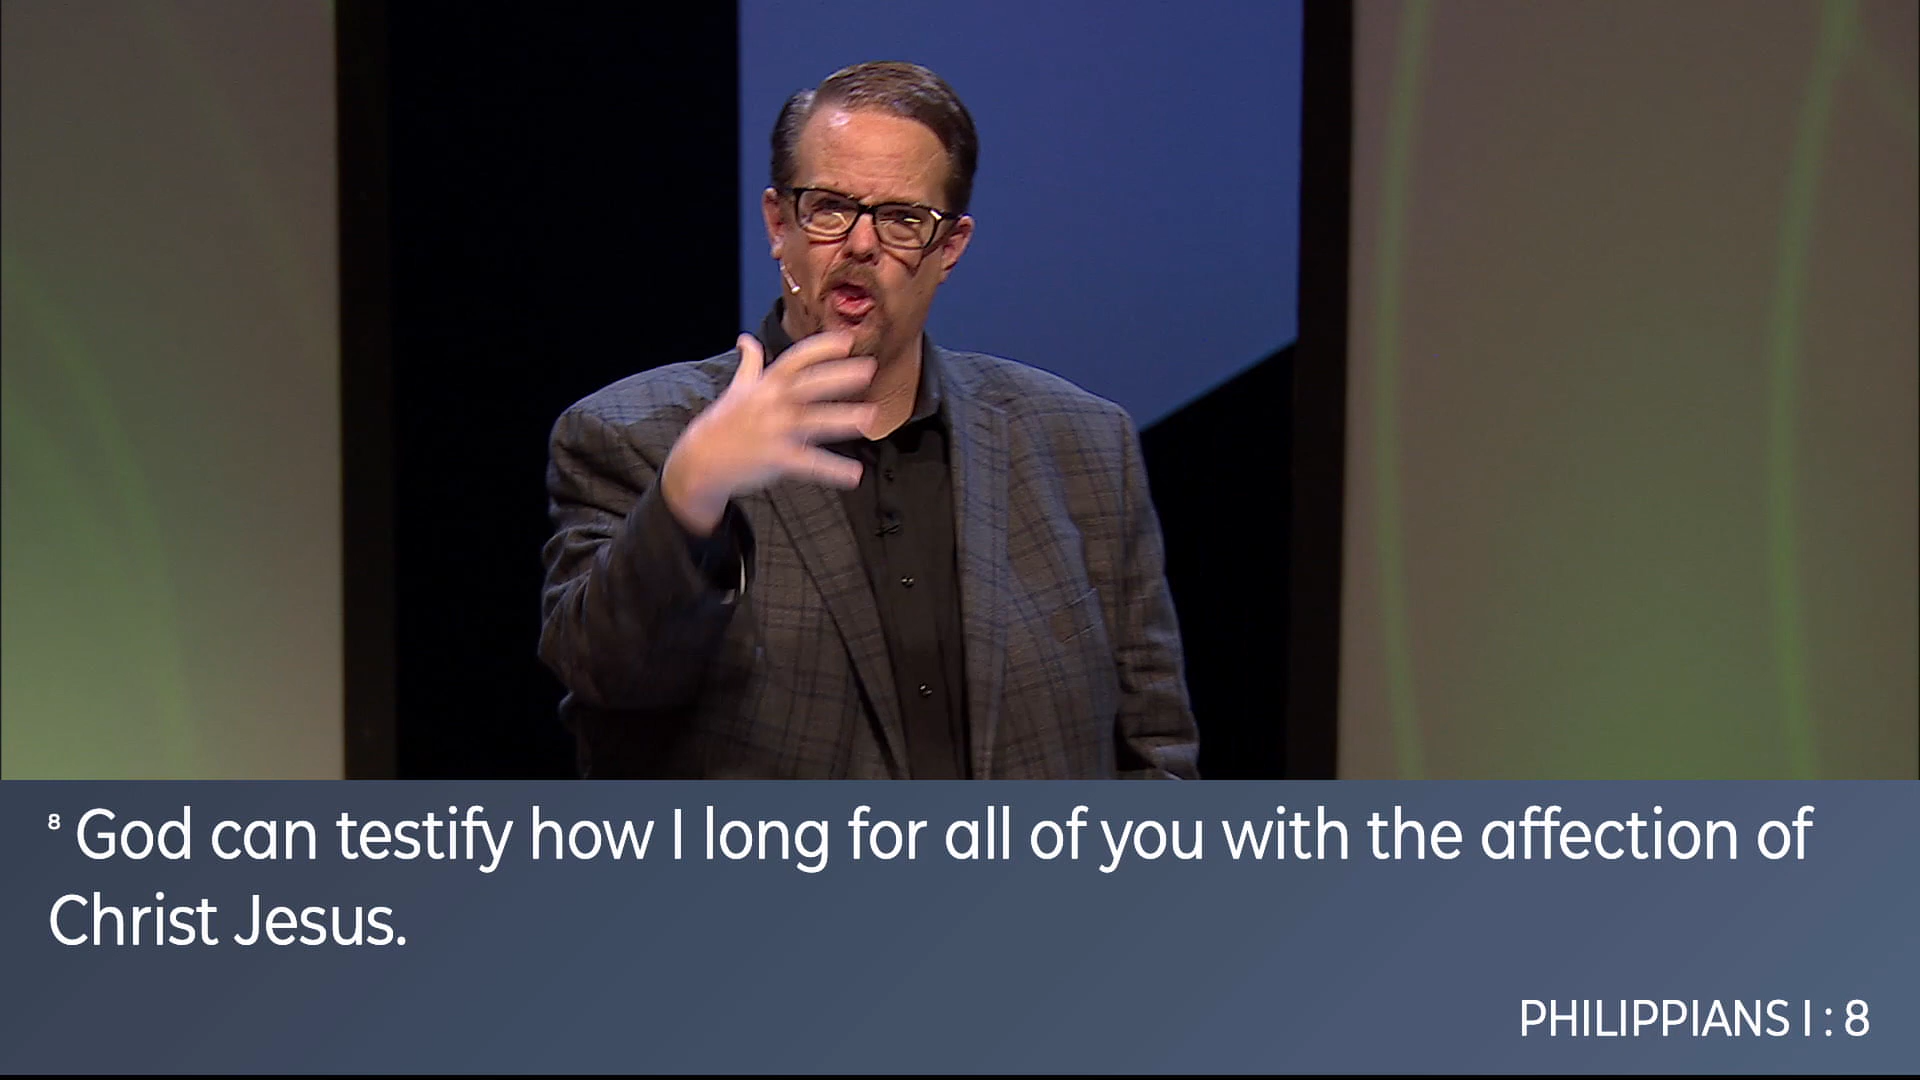 8 God can testify how I long for all of you with the affection of
Christ Jesus.
PHILIPPIANS 1 : 8